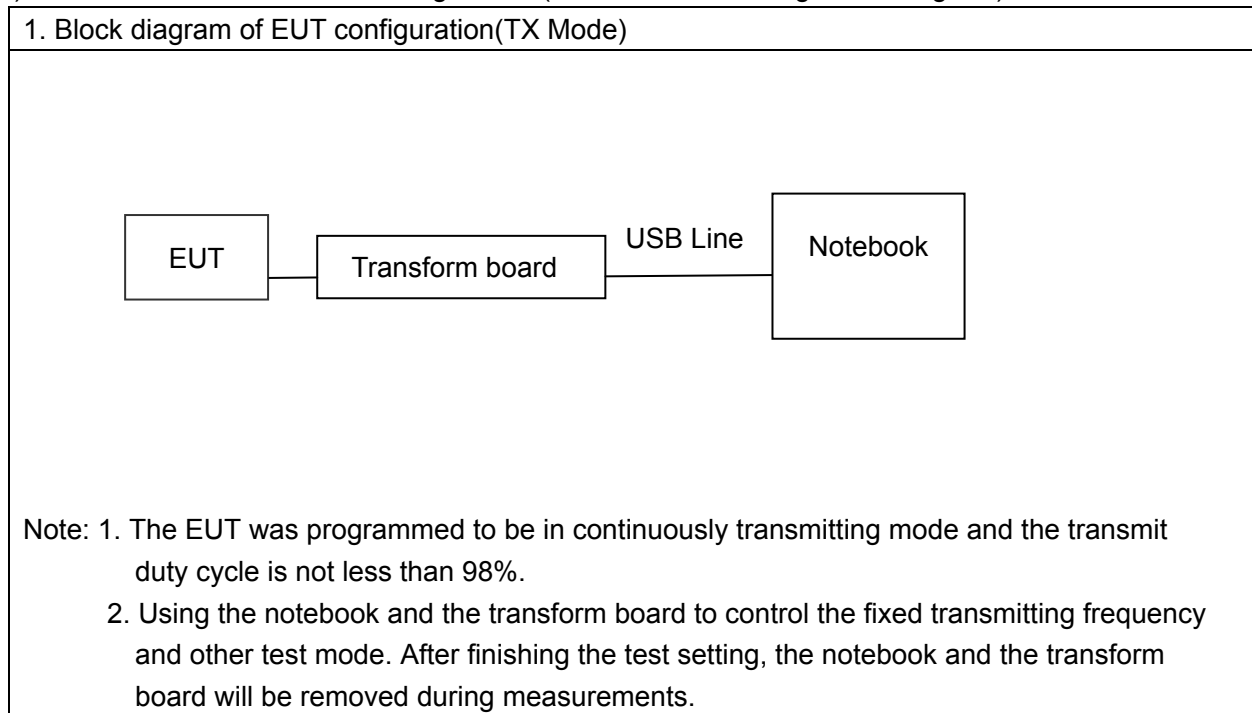 1. Block diagram of EUT configuration(TX Mode)
EUT
Transform board
USB Line
Notebook
Note: 1. The EUT was programmed to be in continuously transmitting mode and the transmit
duty cycle is not less than 98%.
2. Using the notebook and the transform board to control the fixed transmitting frequency
and other test mode. After finishing the test setting, the notebook and the transform
board will be removed during measurements.